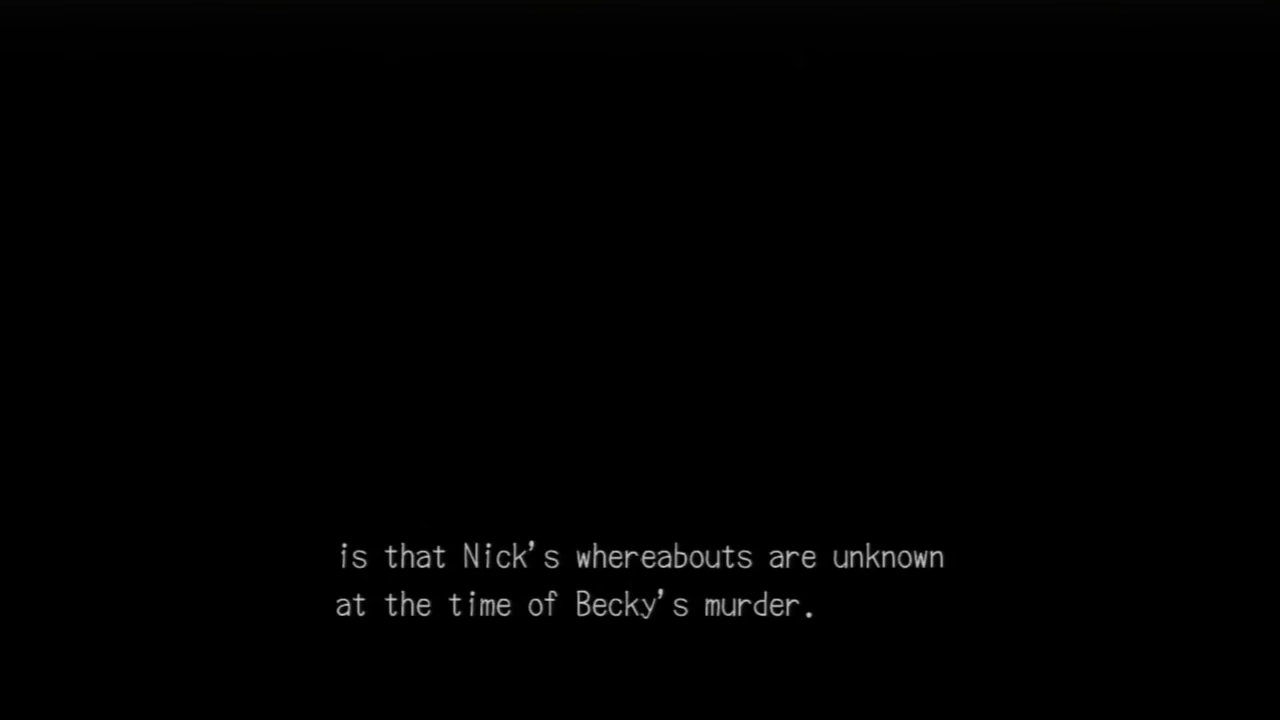 is that Nick's whereabouts are unknown
at the time of Becky's murder.